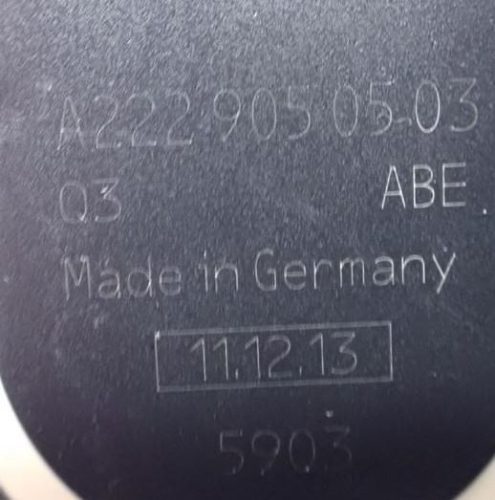 A222 905 05 03
Q3 ABE
Made in Germany
11.12.13
5903